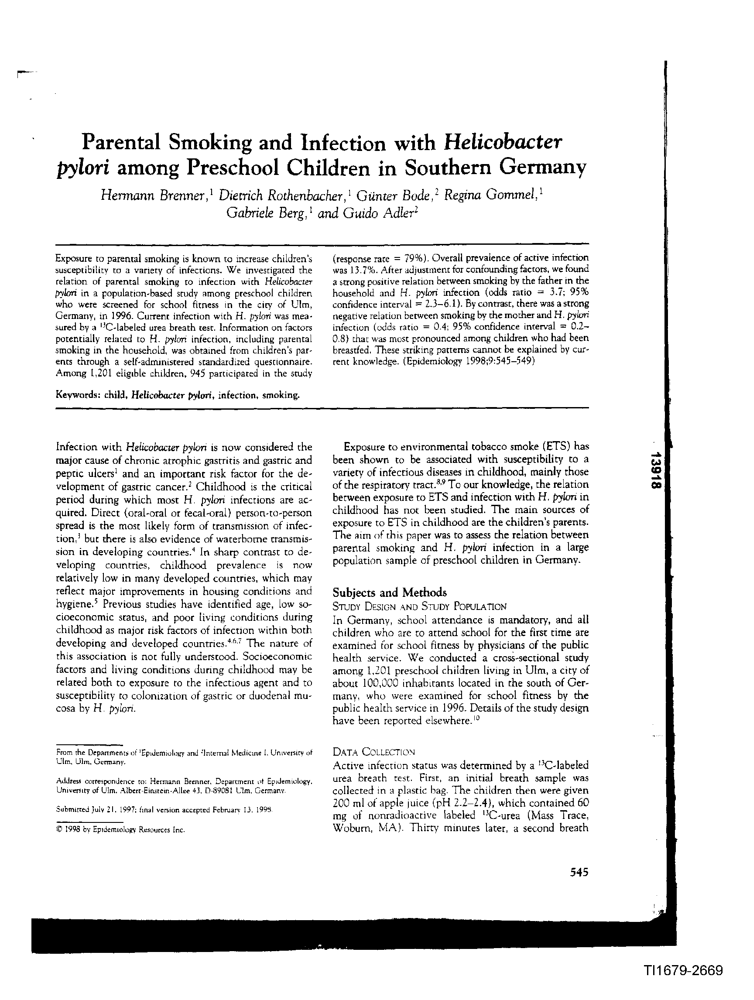 Parental Smoking and Infection with Helicobacter
pylori among Preschool Children in Southern Germany
Hermann Brenner,¹ Dietrich Rothenbacher,¹ Günter Bode,² Regina Gommel,¹
Gabriele Berg,¹ and Guido Adler²
Exposure to parental smoking is known to increase children's
susceptibility to a variety of infections. We investigated the
relation of parental smoking to infection with Helicobacter
pylori in a population-based study among preschool children
who were screened for school fitness in the city of Ulm,
Germany, in 1996. Current infection with H. pylori was mea-
sured by a ¹³C-labeled urea breath test. Information on factors
potentially related to H. pylori infection, including parental
smoking in the household, was obtained from children's par-
ents through a self-administered standardized questionnaire.
Among 1,201 eligible children, 945 participated in the study
(response rate = 79%). Overall prevalence of active infection
was 13.7%. After adjustment for confounding factors, we found
a strong positive relation between smoking by the father in the
household and H. pylori infection (odds ratio = 3.7; 95%
confidence interval = 2.3–6.1). By contrast, there was a strong
negative relation between smoking by the mother and H. pylori
infection (odds ratio = 0.4; 95% confidence interval = 0.2–
0.8) that was most pronounced among children who had been
breastfed. These striking patterns cannot be explained by cur-
rent knowledge. (Epidemiology 1998;9:545–549)
Keywords: child, Helicobacter pylori, infection, smoking.
Infection with Helicobacter pylori is now considered the
major cause of chronic atrophic gastritis and gastric and
peptic ulcers¹ and an important risk factor for the de-
velopment of gastric cancer.² Childhood is the critical
period during which most H. pylori infections are ac-
quired. Direct (oral-oral or fecal-oral) person-to-person
spread is the most likely form of transmission of infec-
tion,³ but there is also evidence of waterborne transmis-
sion in developing countries.⁴ In sharp contrast to de-
veloping countries, childhood prevalence is now
relatively low in many developed countries, which may
reflect major improvements in housing conditions and
hygiene.⁵ Previous studies have identified age, low so-
cioeconomic status, and poor living conditions during
childhood as major risk factors of infection within both
developing and developed countries.⁴,⁶,⁷ The nature of
this association is not fully understood. Socioeconomic
factors and living conditions during childhood may be
related both to exposure to the infectious agent and to
susceptibility to colonization of gastric or duodenal mu-
cosa by H. pylori.
From the Departments of ¹Epidemiology and ²Internal Medicine I, University of
Ulm, Ulm, Germany.
Address correspondence to: Hermann Brenner, Department of Epidemiology,
University of Ulm, Albert-Einstein-Allee 43, D-89081 Ulm, Germany.
Submitted July 21, 1997; final version accepted February 13, 1998.
© 1998 by Epidemiology Resources Inc.
Exposure to environmental tobacco smoke (ETS) has
been shown to be associated with susceptibility to a
variety of infectious diseases in childhood, mainly those
of the respiratory tract.⁸,⁹ To our knowledge, the relation
between exposure to ETS and infection with H. pylori in
childhood has not been studied. The main sources of
exposure to ETS in childhood are the children's parents.
The aim of this paper was to assess the relation between
parental smoking and H. pylori infection in a large
population sample of preschool children in Germany.
Subjects and Methods
STUDY DESIGN AND STUDY POPULATION
In Germany, school attendance is mandatory, and all
children who are to attend school for the first time are
examined for school fitness by physicians of the public
health service. We conducted a cross-sectional study
among 1,201 preschool children living in Ulm, a city of
about 100,000 inhabitants located in the south of Ger-
many, who were examined for school fitness by the
public health service in 1996. Details of the study design
have been reported elsewhere.¹⁰
DATA COLLECTION
Active infection status was determined by a ¹³C-labeled
urea breath test. First, an initial breath sample was
collected in a plastic bag. The children then were given
200 ml of apple juice (pH 2.2–2.4), which contained 60
mg of nonradioactive labeled ¹³C-urea (Mass Trace,
Woburn, MA). Thirty minutes later, a second breath
545
13918
TI1679-2669